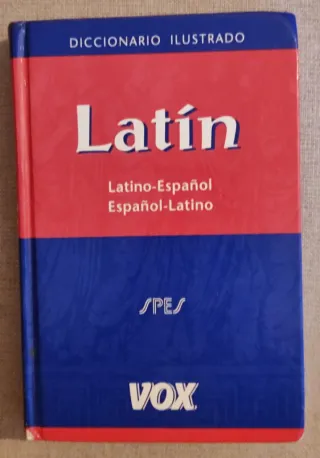 DICCIONARIO ILUSTRADO
Latín
Latino-Español
Español-Latino
SPES
VOX